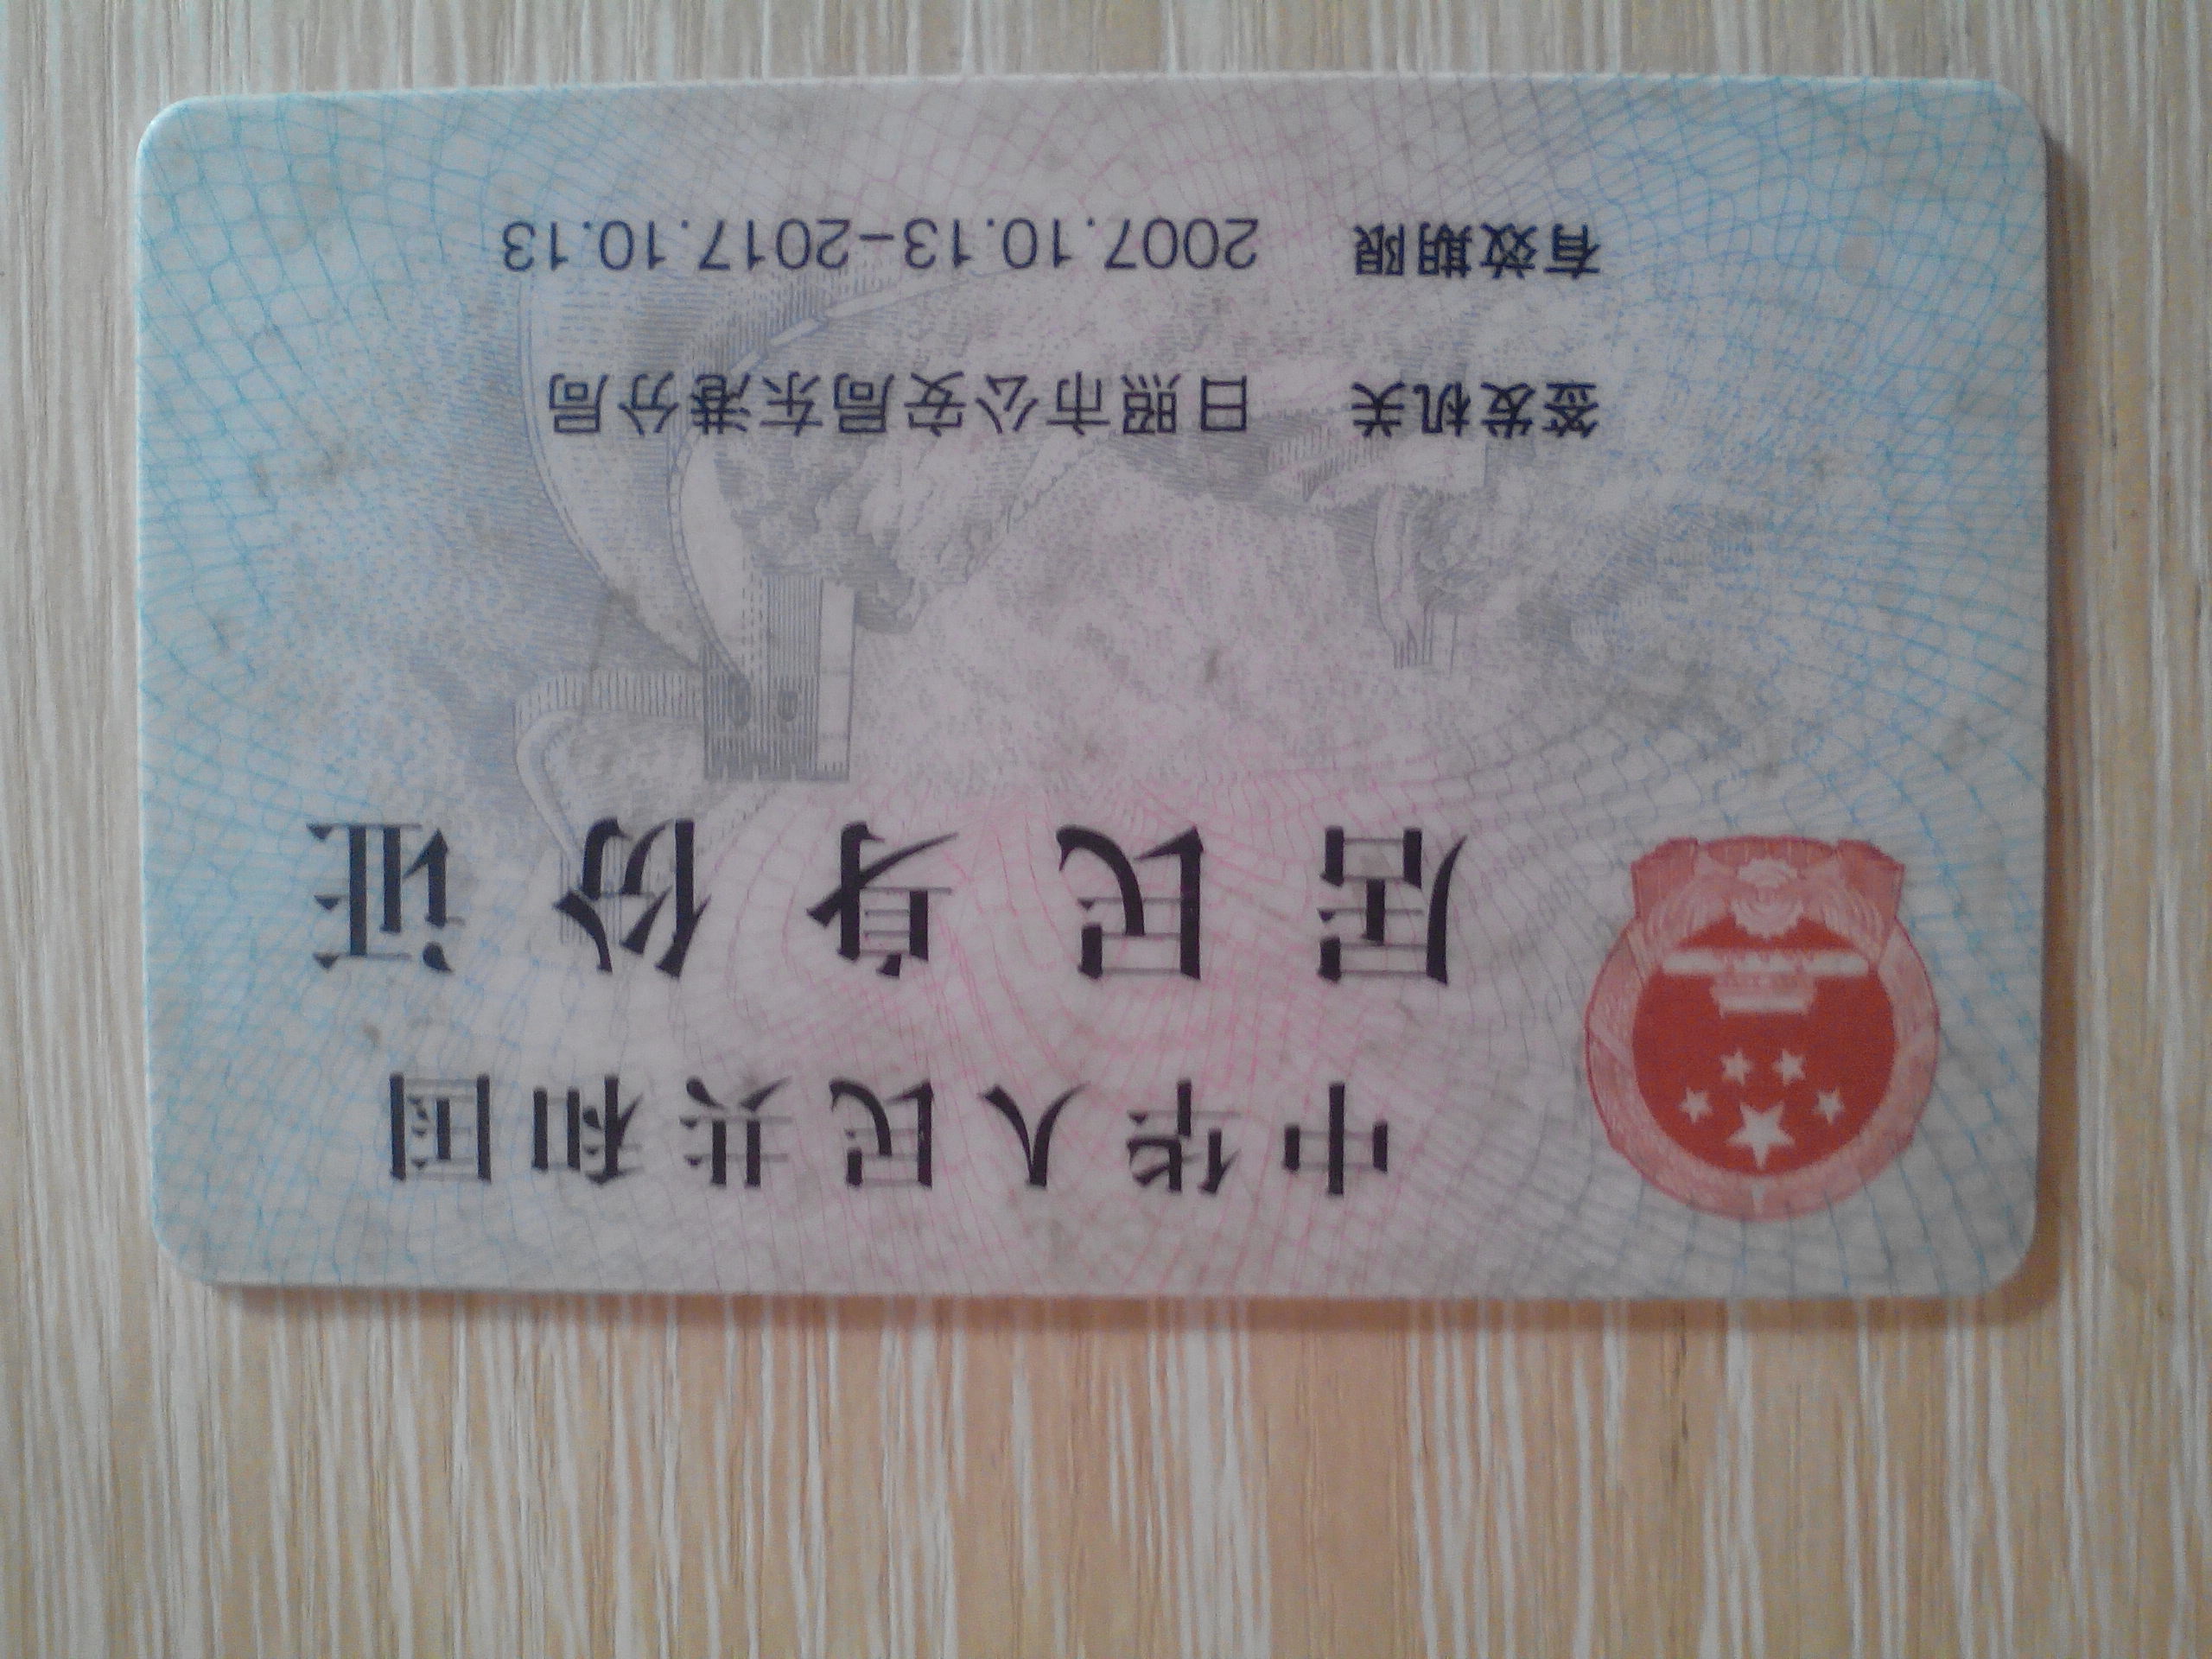 中华人民共和国
居民身份证
签发机关 日照市公安局东港分局
有效期限 2007.10.13-2017.10.13